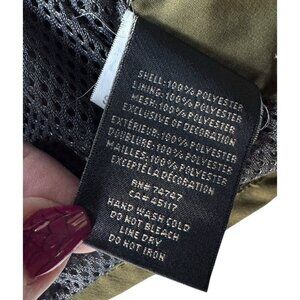 SHELL: 100% POLYESTER
LINING: 100% POLYESTER
MESH: 100% POLYESTER
EXCLUSIVE OF DECORATION
EXTÉRIEUR: 100% POLYESTER
DOUBLURE: 100% POLYESTER
MAILLES: 100% POLYESTER
EXCEPTÉ LA DÉCORATION
RN# 74747
CA# 45117
HAND WASH COLD
DO NOT BLEACH
LINE DRY
DO NOT IRON